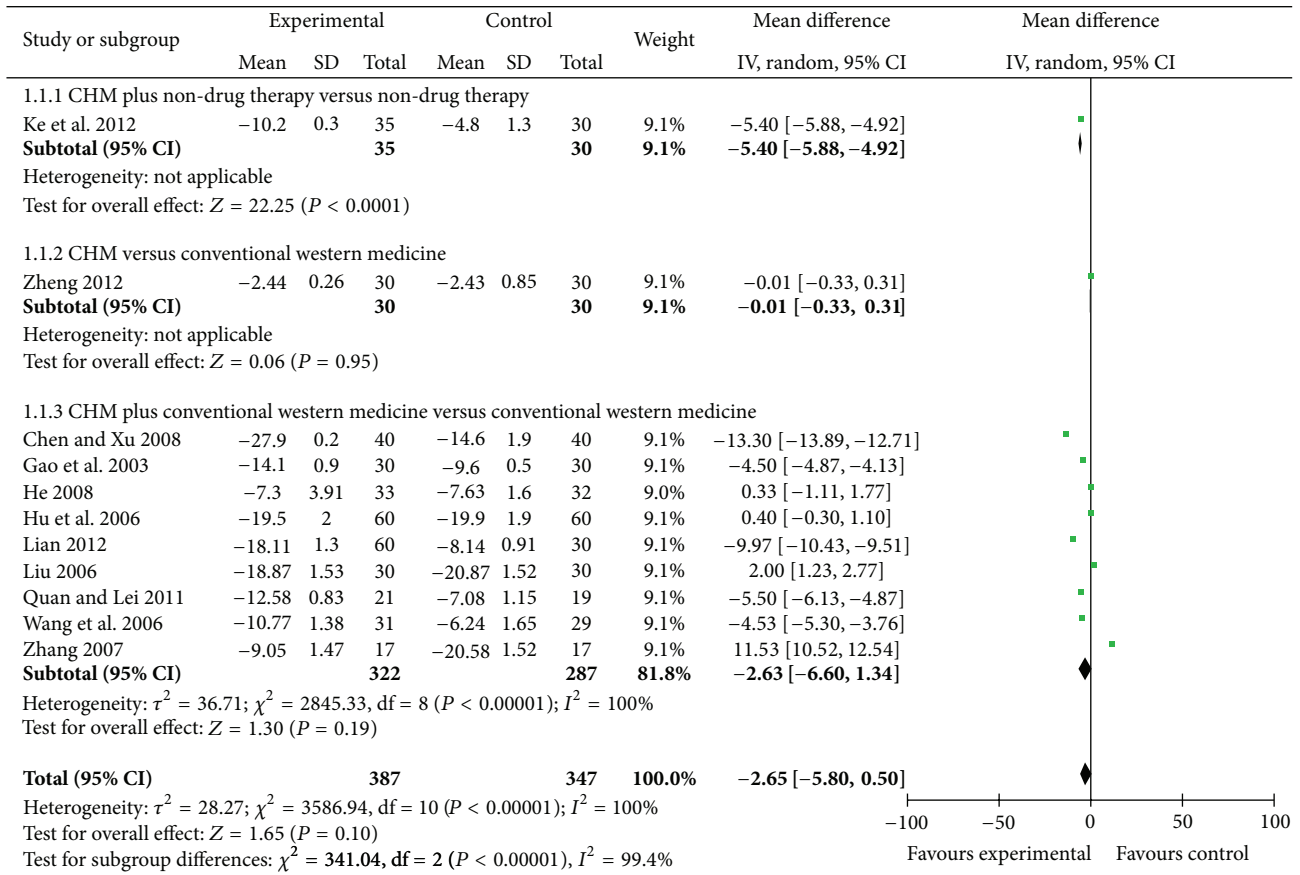 Study or subgroup Experimental Control Weight Mean difference Mean difference
Mean SD Total Mean SD Total IV, random, 95% CI IV, random, 95% CI
1.1.1 CHM plus non-drug therapy versus non-drug therapy
Ke et al. 2012 −10.2 0.3 35 −4.8 1.3 30 9.1% −5.40 [−5.88, −4.92]
Subtotal (95% CI) 35 30 9.1% −5.40 [−5.88, −4.92]
Heterogeneity: not applicable
Test for overall effect: Z = 22.25 (P < 0.0001)
1.1.2 CHM versus conventional western medicine
Zheng 2012 −2.44 0.26 30 −2.43 0.85 30 9.1% −0.01 [−0.33, 0.31]
Subtotal (95% CI) 30 30 9.1% −0.01 [−0.33, 0.31]
Heterogeneity: not applicable
Test for overall effect: Z = 0.06 (P = 0.95)
1.1.3 CHM plus conventional western medicine versus conventional western medicine
Chen and Xu 2008 −27.9 0.2 40 −14.6 1.9 40 9.1% −13.30 [−13.89, −12.71]
Gao et al. 2003 −14.1 0.9 30 −9.6 0.5 30 9.1% −4.50 [−4.87, −4.13]
He 2008 −7.3 3.91 33 −7.63 1.6 32 9.0% 0.33 [−1.11, 1.77]
Hu et al. 2006 −19.5 2 60 −19.9 1.9 60 9.1% 0.40 [−0.30, 1.10]
Lian 2012 −18.11 1.3 60 −8.14 0.91 30 9.1% −9.97 [−10.43, −9.51]
Liu 2006 −18.87 1.53 30 −20.87 1.52 30 9.1% 2.00 [1.23, 2.77]
Quan and Lei 2011 −12.58 0.83 21 −7.08 1.15 19 9.1% −5.50 [−6.13, −4.87]
Wang et al. 2006 −10.77 1.38 31 −6.24 1.65 29 9.1% −4.53 [−5.30, −3.76]
Zhang 2007 −9.05 1.47 17 −20.58 1.52 17 9.1% 11.53 [10.52, 12.54]
Subtotal (95% CI) 322 287 81.8% −2.63 [−6.60, 1.34]
Heterogeneity: τ² = 36.71; χ² = 2845.33, df = 8 (P < 0.00001); I² = 100%
Test for overall effect: Z = 1.30 (P = 0.19)
Total (95% CI) 387 347 100.0% −2.65 [−5.80, 0.50]
Heterogeneity: τ² = 28.27; χ² = 3586.94, df = 10 (P < 0.00001); I² = 100%
Test for overall effect: Z = 1.65 (P = 0.10)
Test for subgroup differences: χ² = 341.04, df = 2 (P < 0.00001), I² = 99.4%
−100 −50 0 50 100
Favours experimental Favours control